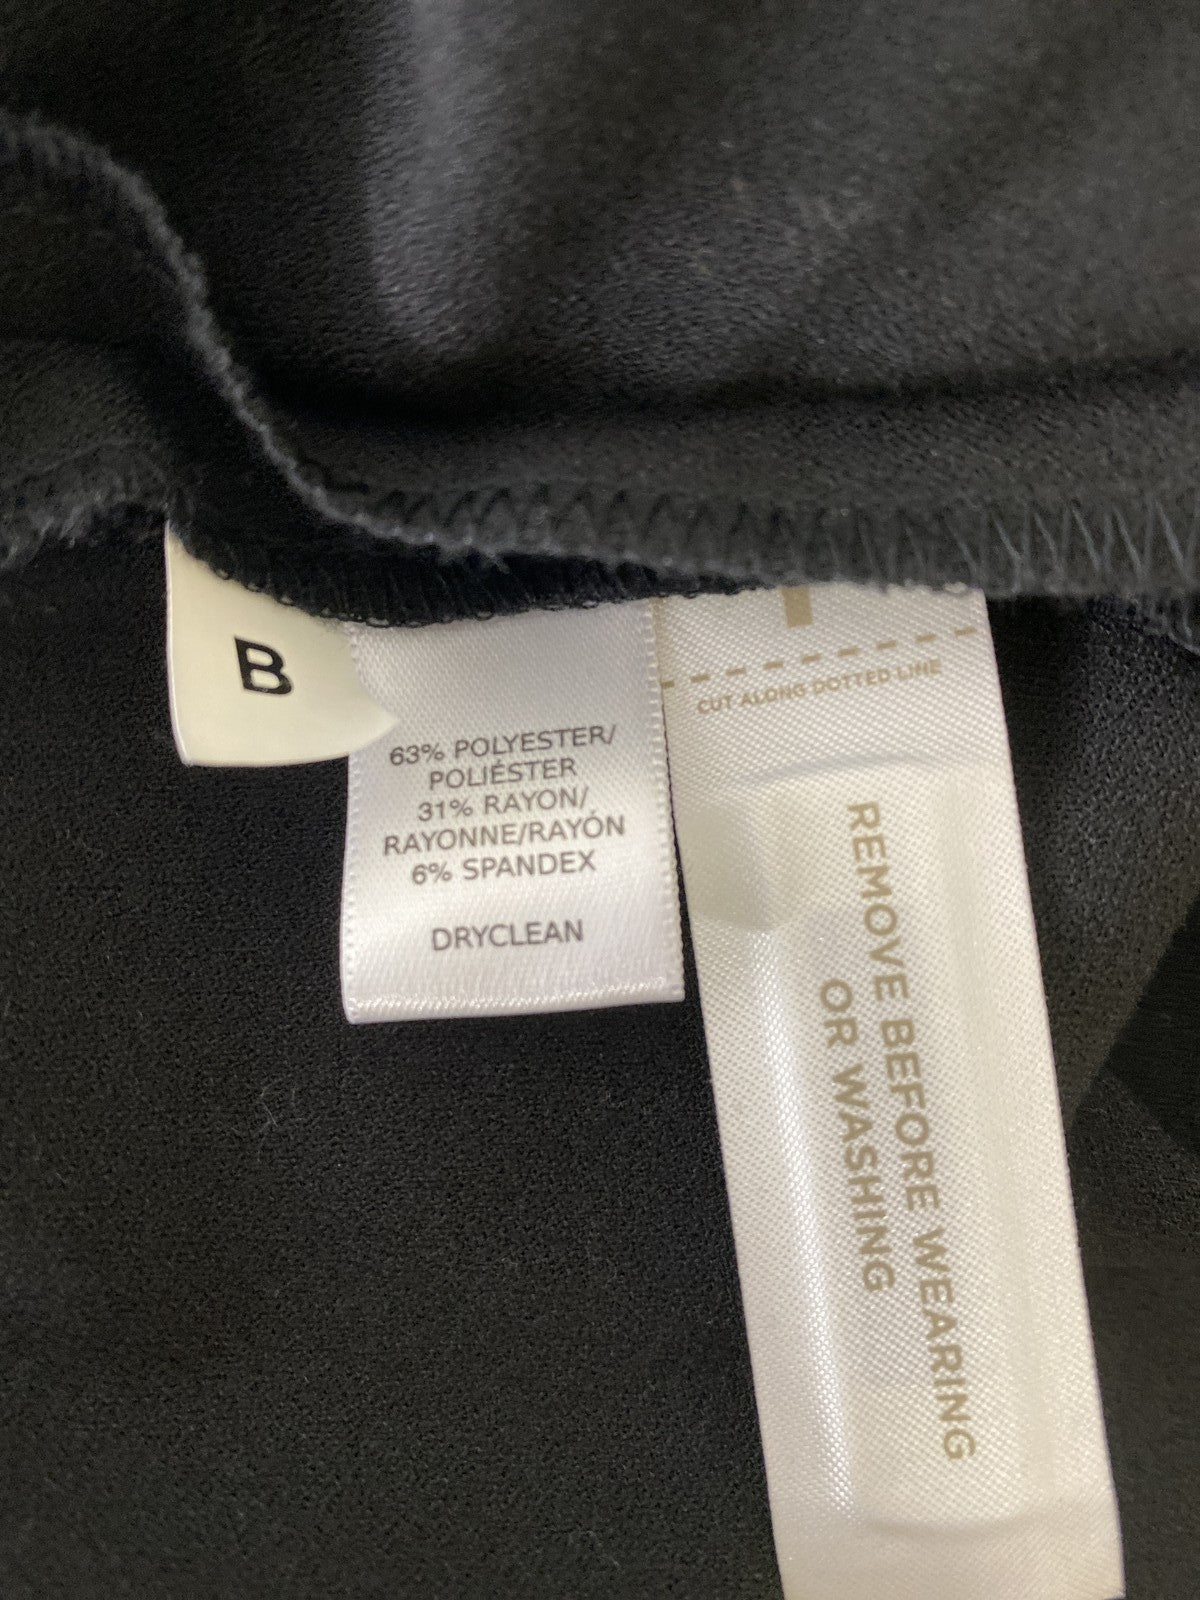 B
63% POLYESTER/
POLIÉSTER
31% RAYON/
RAYONNE/RAYÓN
6% SPANDEX
DRYCLEAN
CUT ALONG DOTTED LINE
REMOVE BEFORE WEARING
OR WASHING